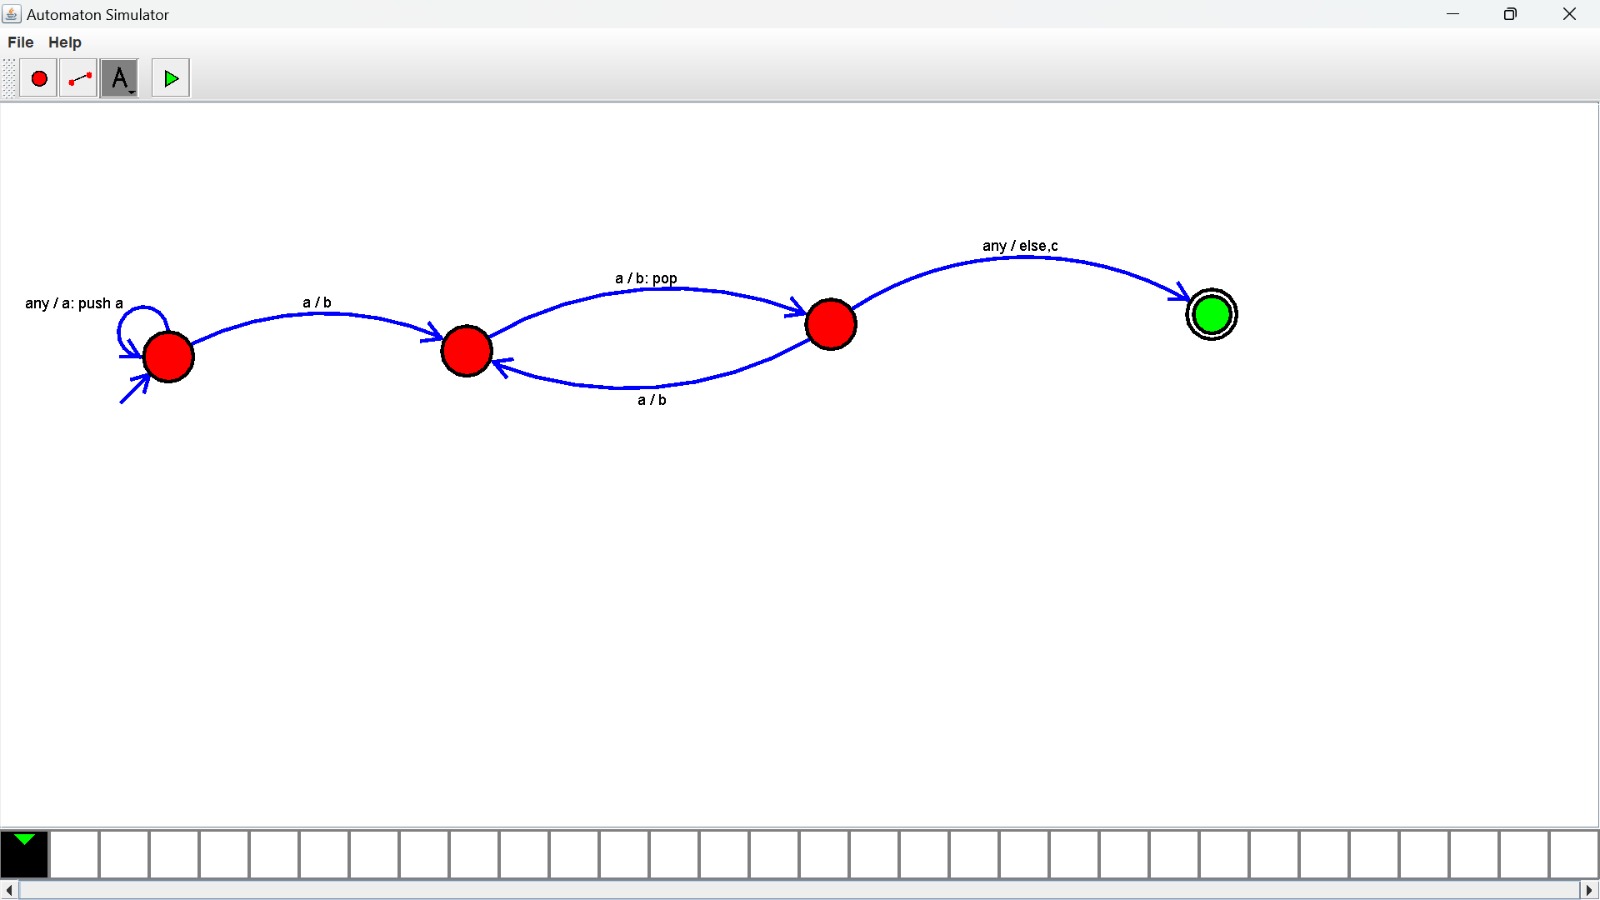 Automaton Simulator
File Help
A
any / else,c
a / b: pop
any / a: push a
a / b
a / b